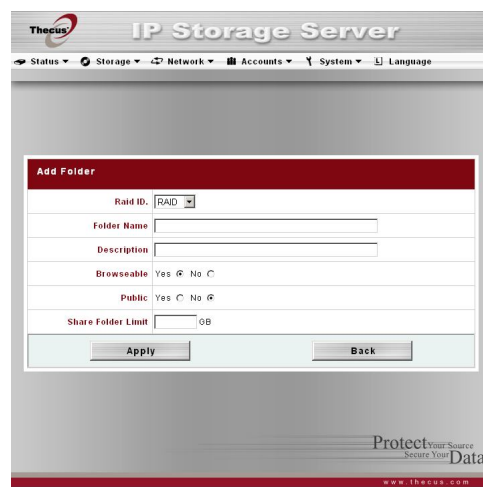 Thecus
IP Storage Server
Status Storage Network Accounts System L Language
Add Folder
Raid ID. RAID
Folder Name
Description
Browseable Yes No
Public Yes No
Share Folder Limit GB
Apply Back
Protect Your Source
Secure Your Data
www.thecus.com